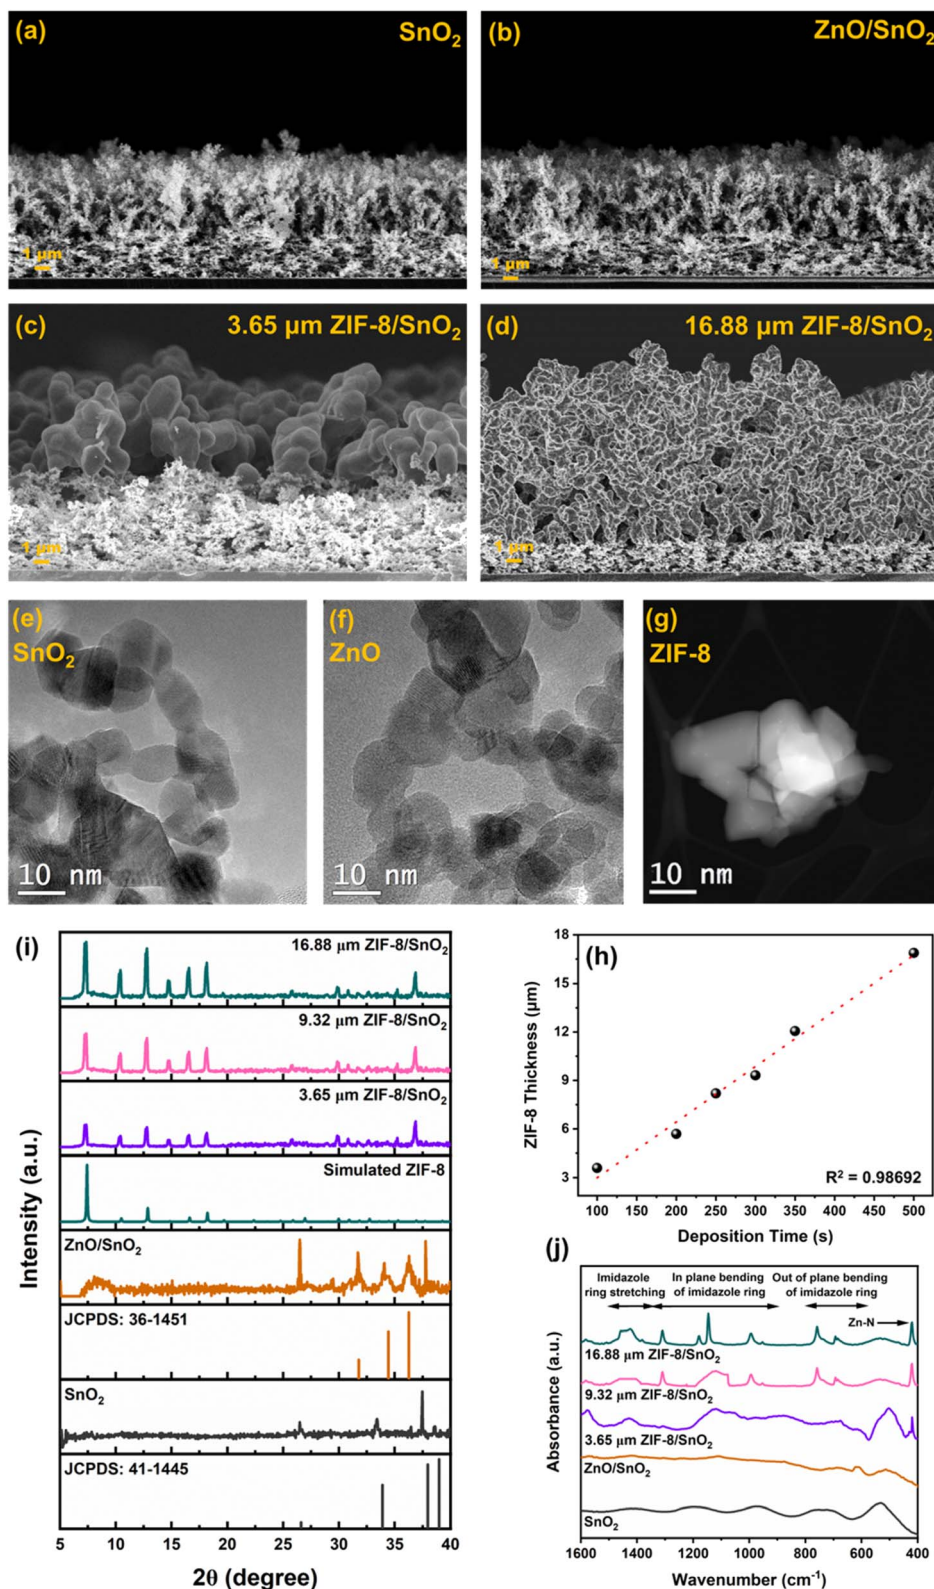 (a)
SnO₂
(b)
ZnO/SnO₂
1 µm
1 µm
(c)
3.65 µm ZIF-8/SnO₂
(d)
16.88 µm ZIF-8/SnO₂
1 µm
1 µm
(e)
SnO₂
10 nm
(f)
ZnO
10 nm
(g)
ZIF-8
10 nm
(i)
16.88 µm ZIF-8/SnO₂
9.32 µm ZIF-8/SnO₂
3.65 µm ZIF-8/SnO₂
Simulated ZIF-8
ZnO/SnO₂
JCPDS: 36-1451
SnO₂
JCPDS: 41-1445
Intensity (a.u.)
5 10 15 20 25 30 35 40
2θ (degree)
(h)
18
15
12
9
6
3
ZIF-8 Thickness (µm)
R² = 0.98692
100 150 200 250 300 350 400 450 500
Deposition Time (s)
(j)
Imidazole
ring stretching
In plane bending
of imidazole ring
Out of plane bending
of imidazole ring
Zn-N
16.88 µm ZIF-8/SnO₂
9.32 µm ZIF-8/SnO₂
3.65 µm ZIF-8/SnO₂
ZnO/SnO₂
SnO₂
Absorbance (a.u.)
1600 1400 1200 1000 800 600 400
Wavenumber (cm⁻¹)